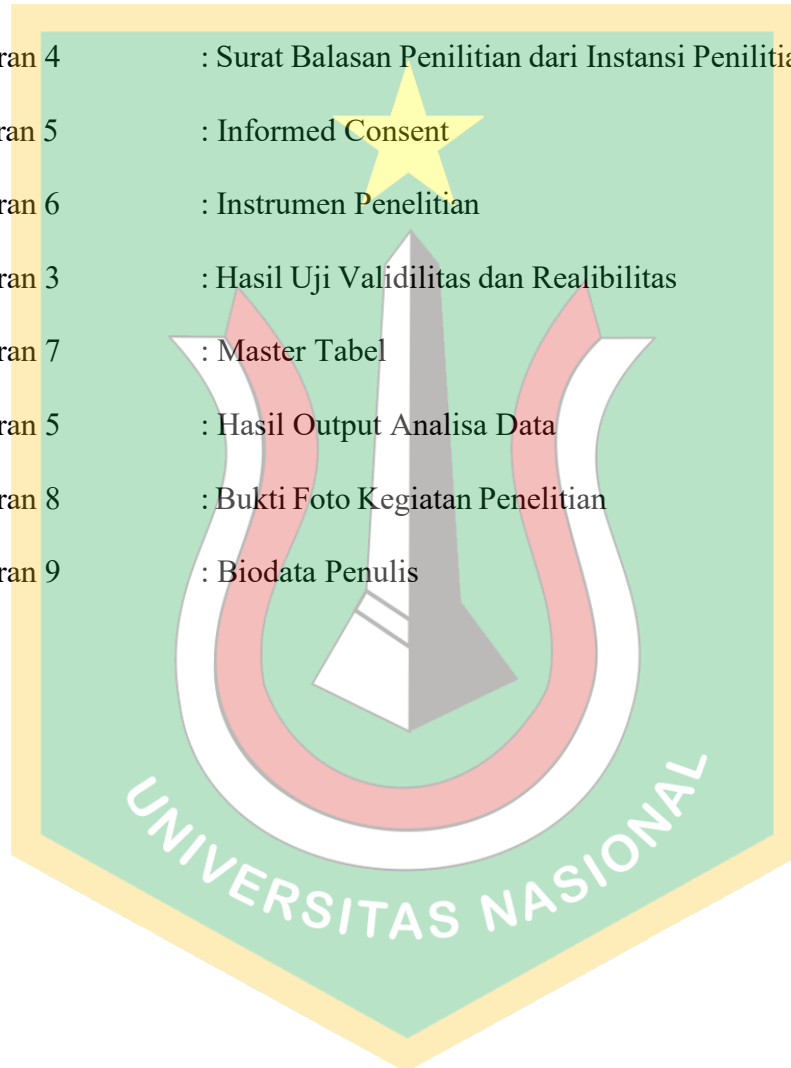 ran 4 : Surat Balasan Penilitian dari Instansi Penilitia
ran 5 : Informed Consent
ran 6 : Instrumen Penelitian
ran 3 : Hasil Uji Validilitas dan Realibilitas
ran 7 : Master Tabel
ran 5 : Hasil Output Analisa Data
ran 8 : Bukti Foto Kegiatan Penelitian
ran 9 : Biodata Penulis
UNIVERSITAS NASIONAL